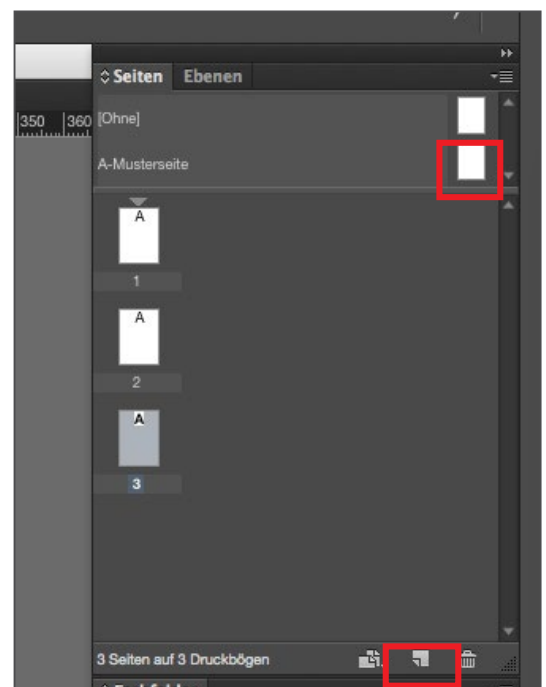 Seiten Ebenen
350 360
[Ohne]
A-Musterseite
A
1
A
2
A
3
3 Seiten auf 3 Druckbögen